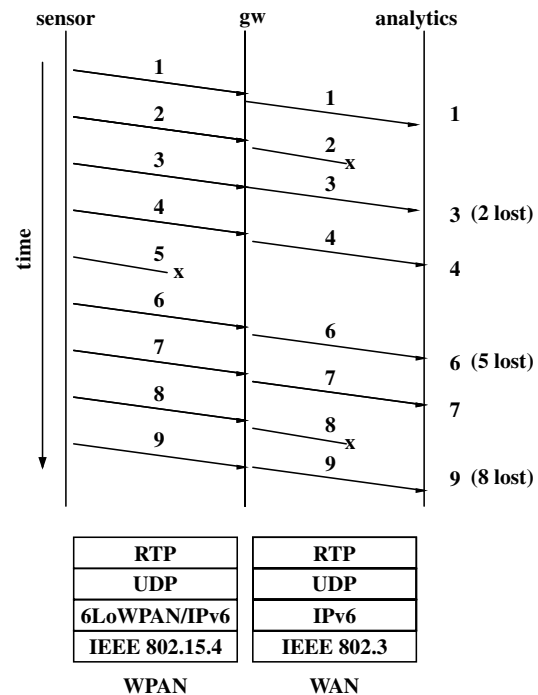 sensor gw analytics
1
1
1
2
2
3
3
3 (2 lost)
4
4
4
5
x
x
time
6
6
6 (5 lost)
7
7
7
8
8
x
9
9
9 (8 lost)
RTP RTP
UDP UDP
6LoWPAN/IPv6 IPv6
IEEE 802.15.4 IEEE 802.3
WPAN WAN